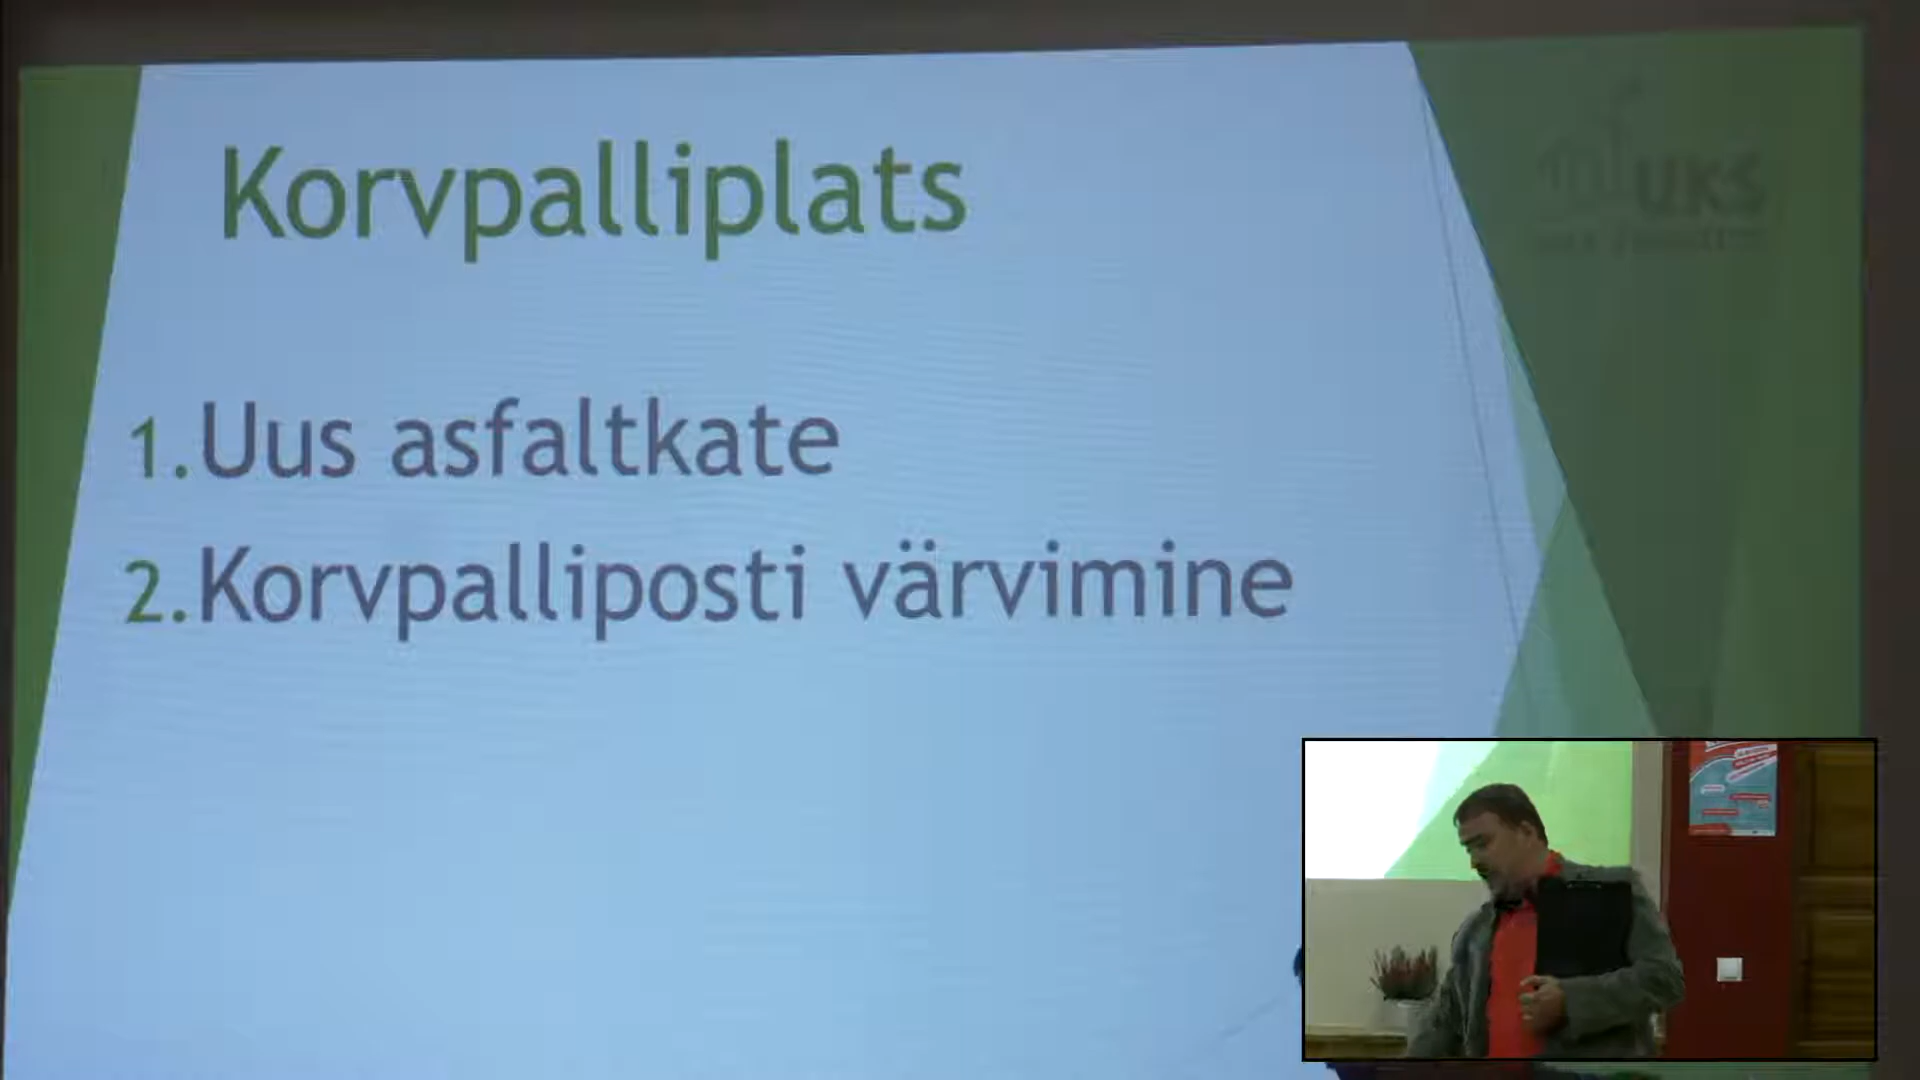 Korvpalliplats
UKS
1. Uus asfaltkate
2. Korvpalliposti värvimine